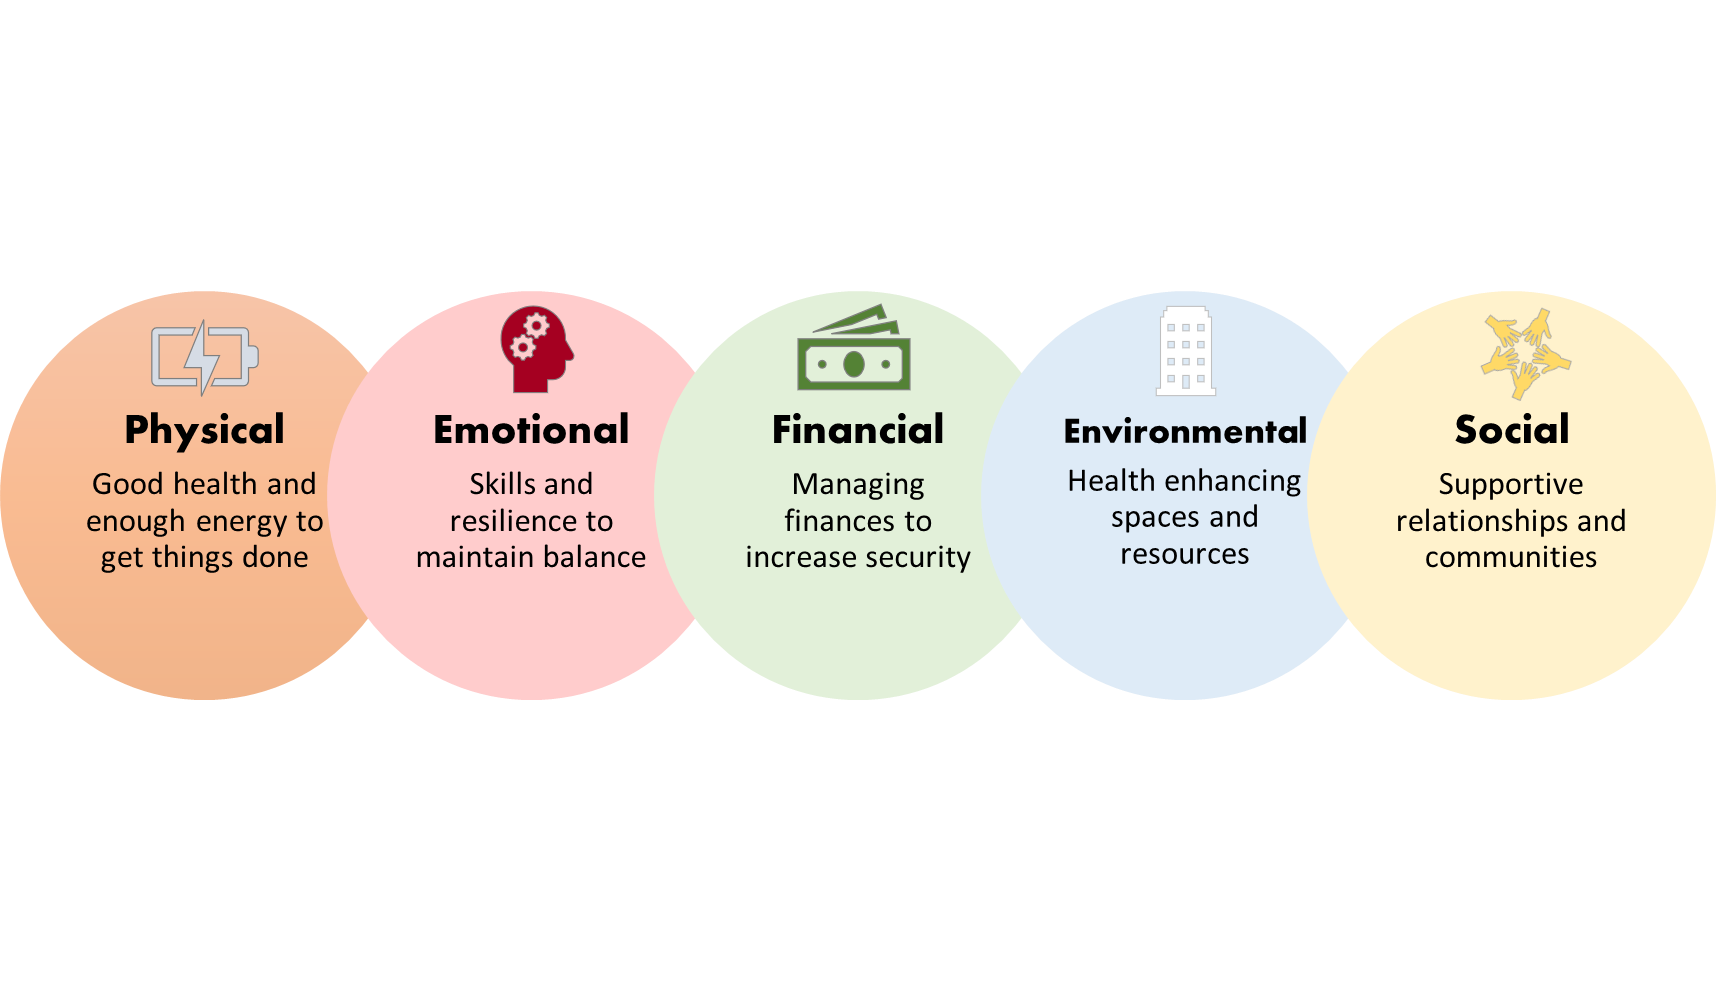 Physical
Good health and
enough energy to
get things done
Emotional
Skills and
resilience to
maintain balance
Financial
Managing
finances to
increase security
Environmental
Health enhancing
spaces and
resources
Social
Supportive
relationships and
communities